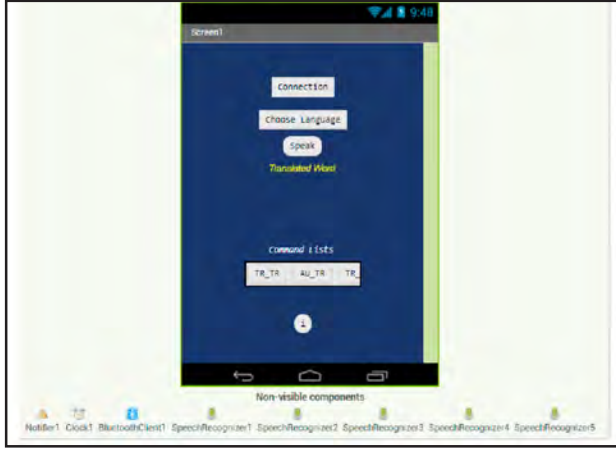 9:48
Screen1
Connection
Choose Language
Speak
Translated Word
Command Lists
TR_TR AU_TR TR_
i
Non-visible components
Notifier1 Clock1 BluetoothClient1 SpeechRecognizer1 SpeechRecognizer2 SpeechRecognizer3 SpeechRecognizer4 SpeechRecognizer5